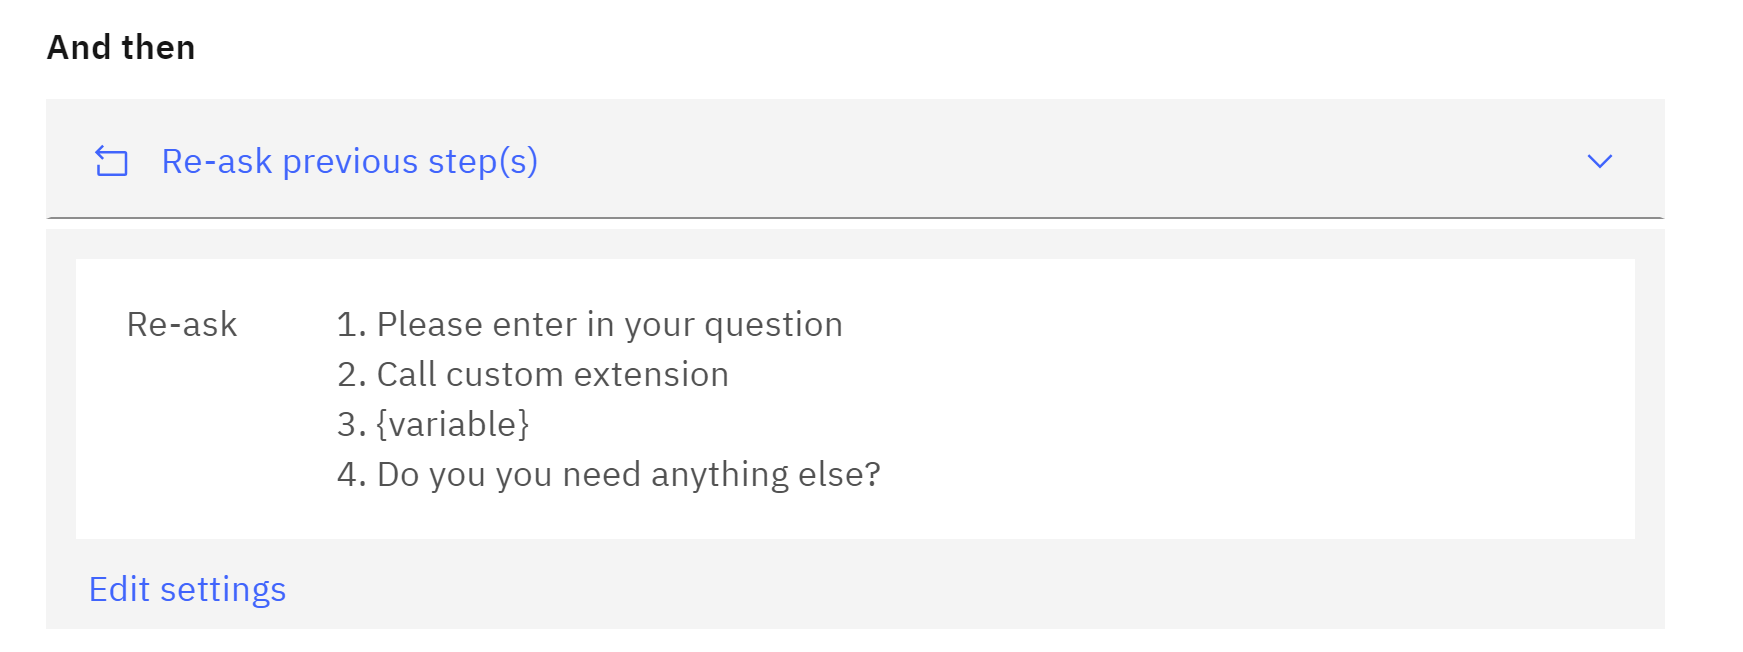 And then
Re-ask previous step(s)
Re-ask
1. Please enter in your question
2. Call custom extension
3. {variable}
4. Do you you need anything else?
Edit settings